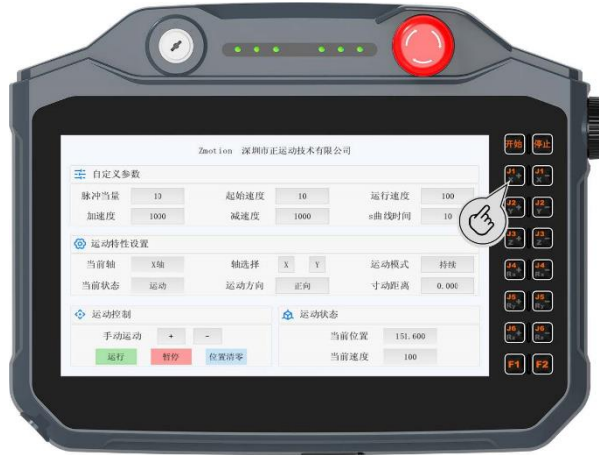 Zmotion 深圳市正运动技术有限公司
自定义参数
脉冲当量 10 起始速度 10 运行速度 100
加速度 1000 减速度 1000 s曲线时间 10
运动特性设置
当前轴 X轴 轴选择 X Y 运动模式 持续
当前状态 运动 运动方向 正向 寸动距离 0.000
运动控制
手动运动 + -
运行 暂停 位置清零
运动状态
当前位置 151.600
当前速度 100
开始 停止
J1 X+ J1 X-
J2 Y+ J2 Y-
J3 Z+ J3 Z-
J4 Rx+ J4 Rx-
J5 Ry+ J5 Ry-
J6 Rz+ J6 Rz-
F1 F2